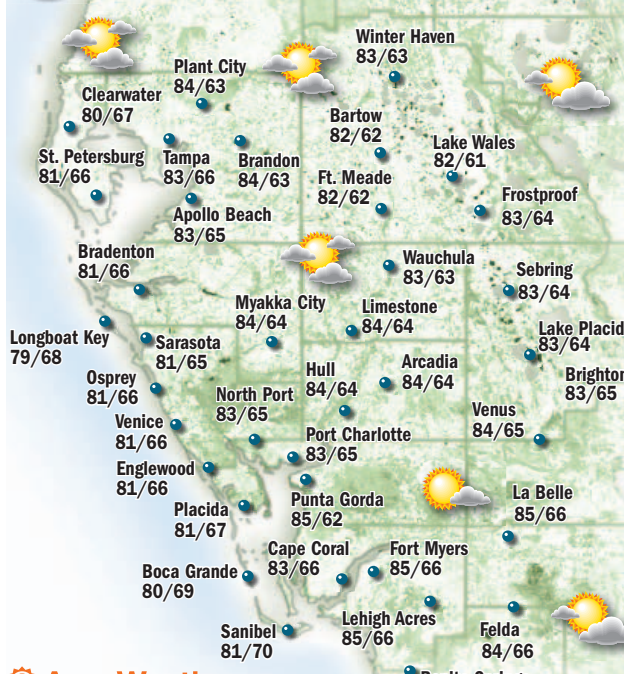 Winter Haven
83/63
Plant City
84/63
Clearwater
80/67
Bartow
82/62
Lake Wales
82/61
St. Petersburg
81/66
Tampa
83/66
Brandon
84/63
Ft. Meade
82/62
Frostproof
83/64
Apollo Beach
83/65
Bradenton
81/66
Wauchula
83/63
Sebring
83/64
Myakka City
84/64
Limestone
84/64
Longboat Key
79/68
Sarasota
81/65
Lake Placid
83/64
Osprey
81/66
Hull
84/64
Arcadia
84/64
Brighton
83/65
North Port
83/65
Venus
84/65
Venice
81/66
Port Charlotte
83/65
Englewood
81/66
Punta Gorda
85/62
La Belle
85/66
Placida
81/67
Cape Coral
83/66
Fort Myers
85/66
Boca Grande
80/69
Lehigh Acres
85/66
Sanibel
81/70
Felda
84/66